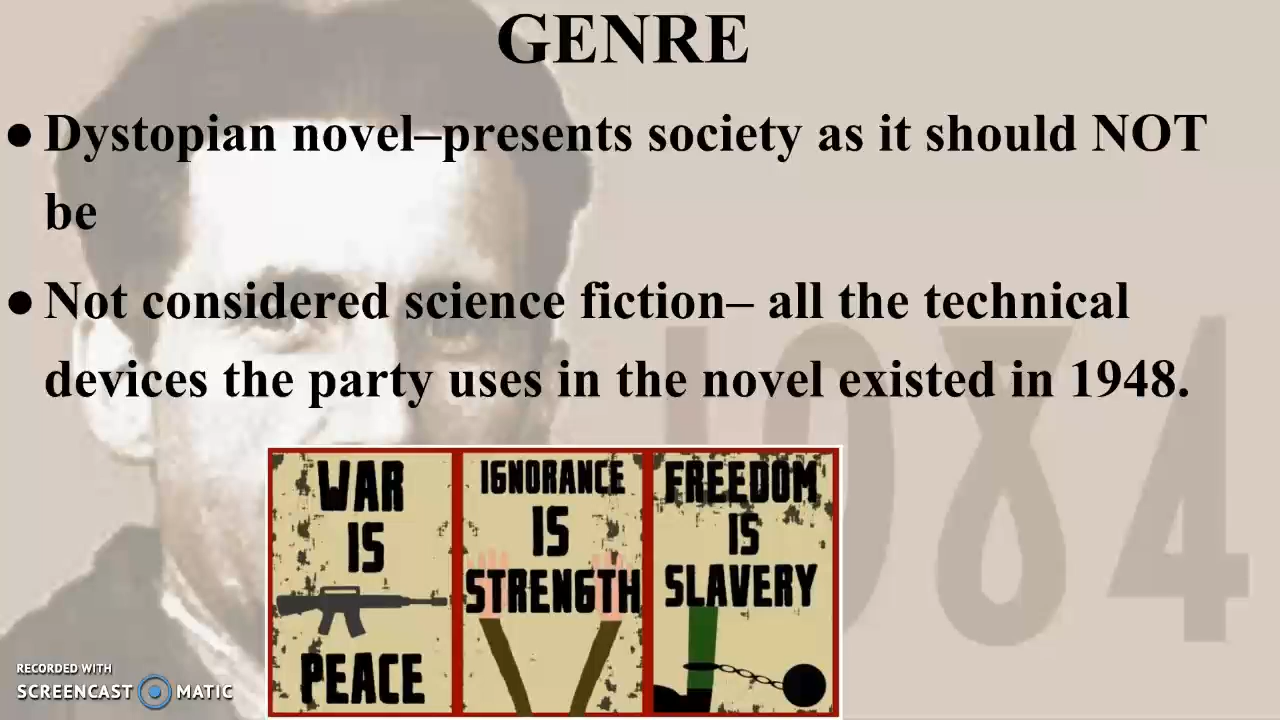 GENRE
● Dystopian novel–presents society as it should NOT
be
● Not considered science fiction– all the technical
devices the party uses in the novel existed in 1948.
1984
WAR
IS
PEACE
IGNORANCE
IS
STRENGTH
FREEDOM
IS
SLAVERY
RECORDED WITH
SCREENCAST MATIC